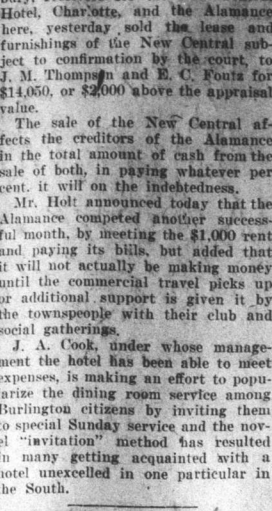 Hotel, Charlotte, and the Alamance
here, yesterday sold the lease and
furnishings of the New Central sub-
ject to confirmation by the court, to
J. M. Thompson and E. C. Foutz for
$14,050, or $2,000 above the appraisal
value.
The sale of the New Central af-
fects the creditors of the Alamance
in the total amount of cash from the
sale of both, in paying whatever per
cent. it will on the indebtedness.
Mr. Holt announced today that the
Alamance competed another success-
ful month, by meeting the $1,000 rent
and paying its bills, but added that
it will not actually be making money
until the commercial travel picks up
or additional support is given it by
the townspeople with their club and
social gatherings.
J. A. Cook, under whose manage-
ment the hotel has been able to meet
expenses, is making an effort to popu-
larize the dining room service among
Burlington citizens by inviting them
to special Sunday service and the nov-
el "invitation" method has resulted
in many getting acquainted with a
hotel unexcelled in one particular in
the South.